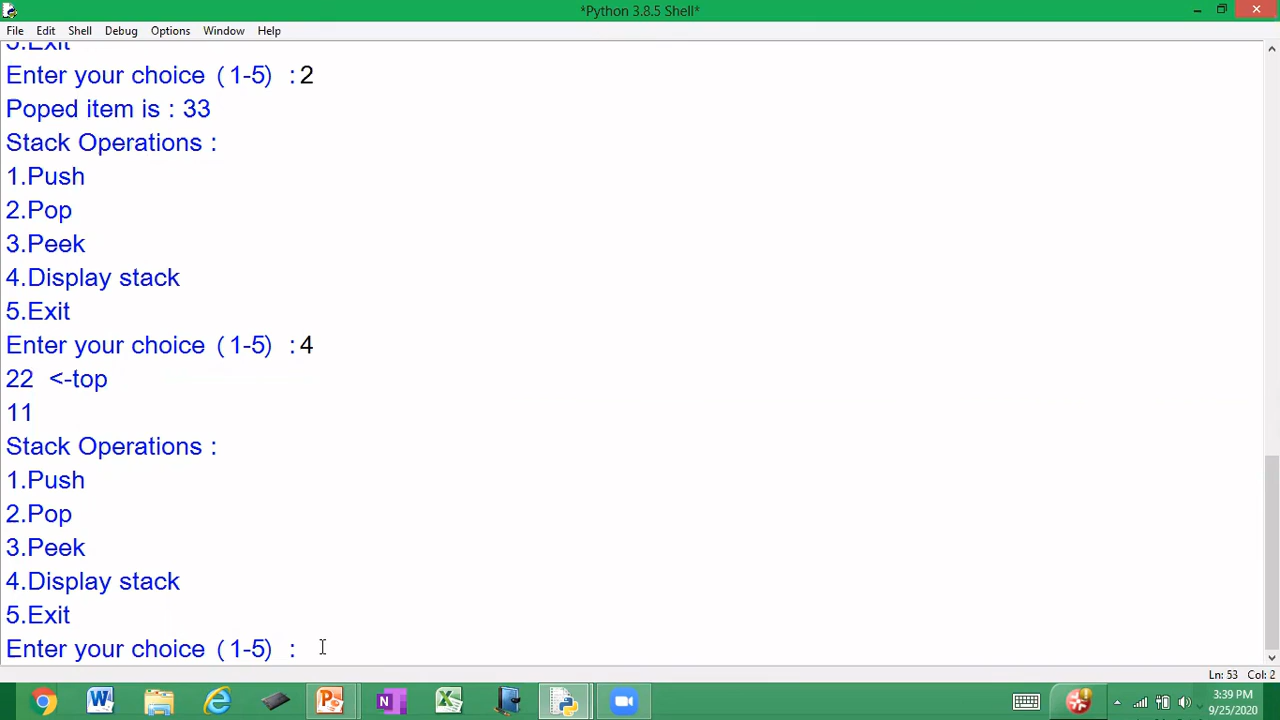 *Python 3.8.5 Shell*
File Edit Shell Debug Options Window Help
5.Exit
Enter your choice (1-5) :2
Poped item is : 33
Stack Operations :
1.Push
2.Pop
3.Peek
4.Display stack
5.Exit
Enter your choice (1-5) :4
22 <-top
11
Stack Operations :
1.Push
2.Pop
3.Peek
4.Display stack
5.Exit
Enter your choice (1-5) :
Ln: 53 Col: 2
3:39 PM
9/25/2020